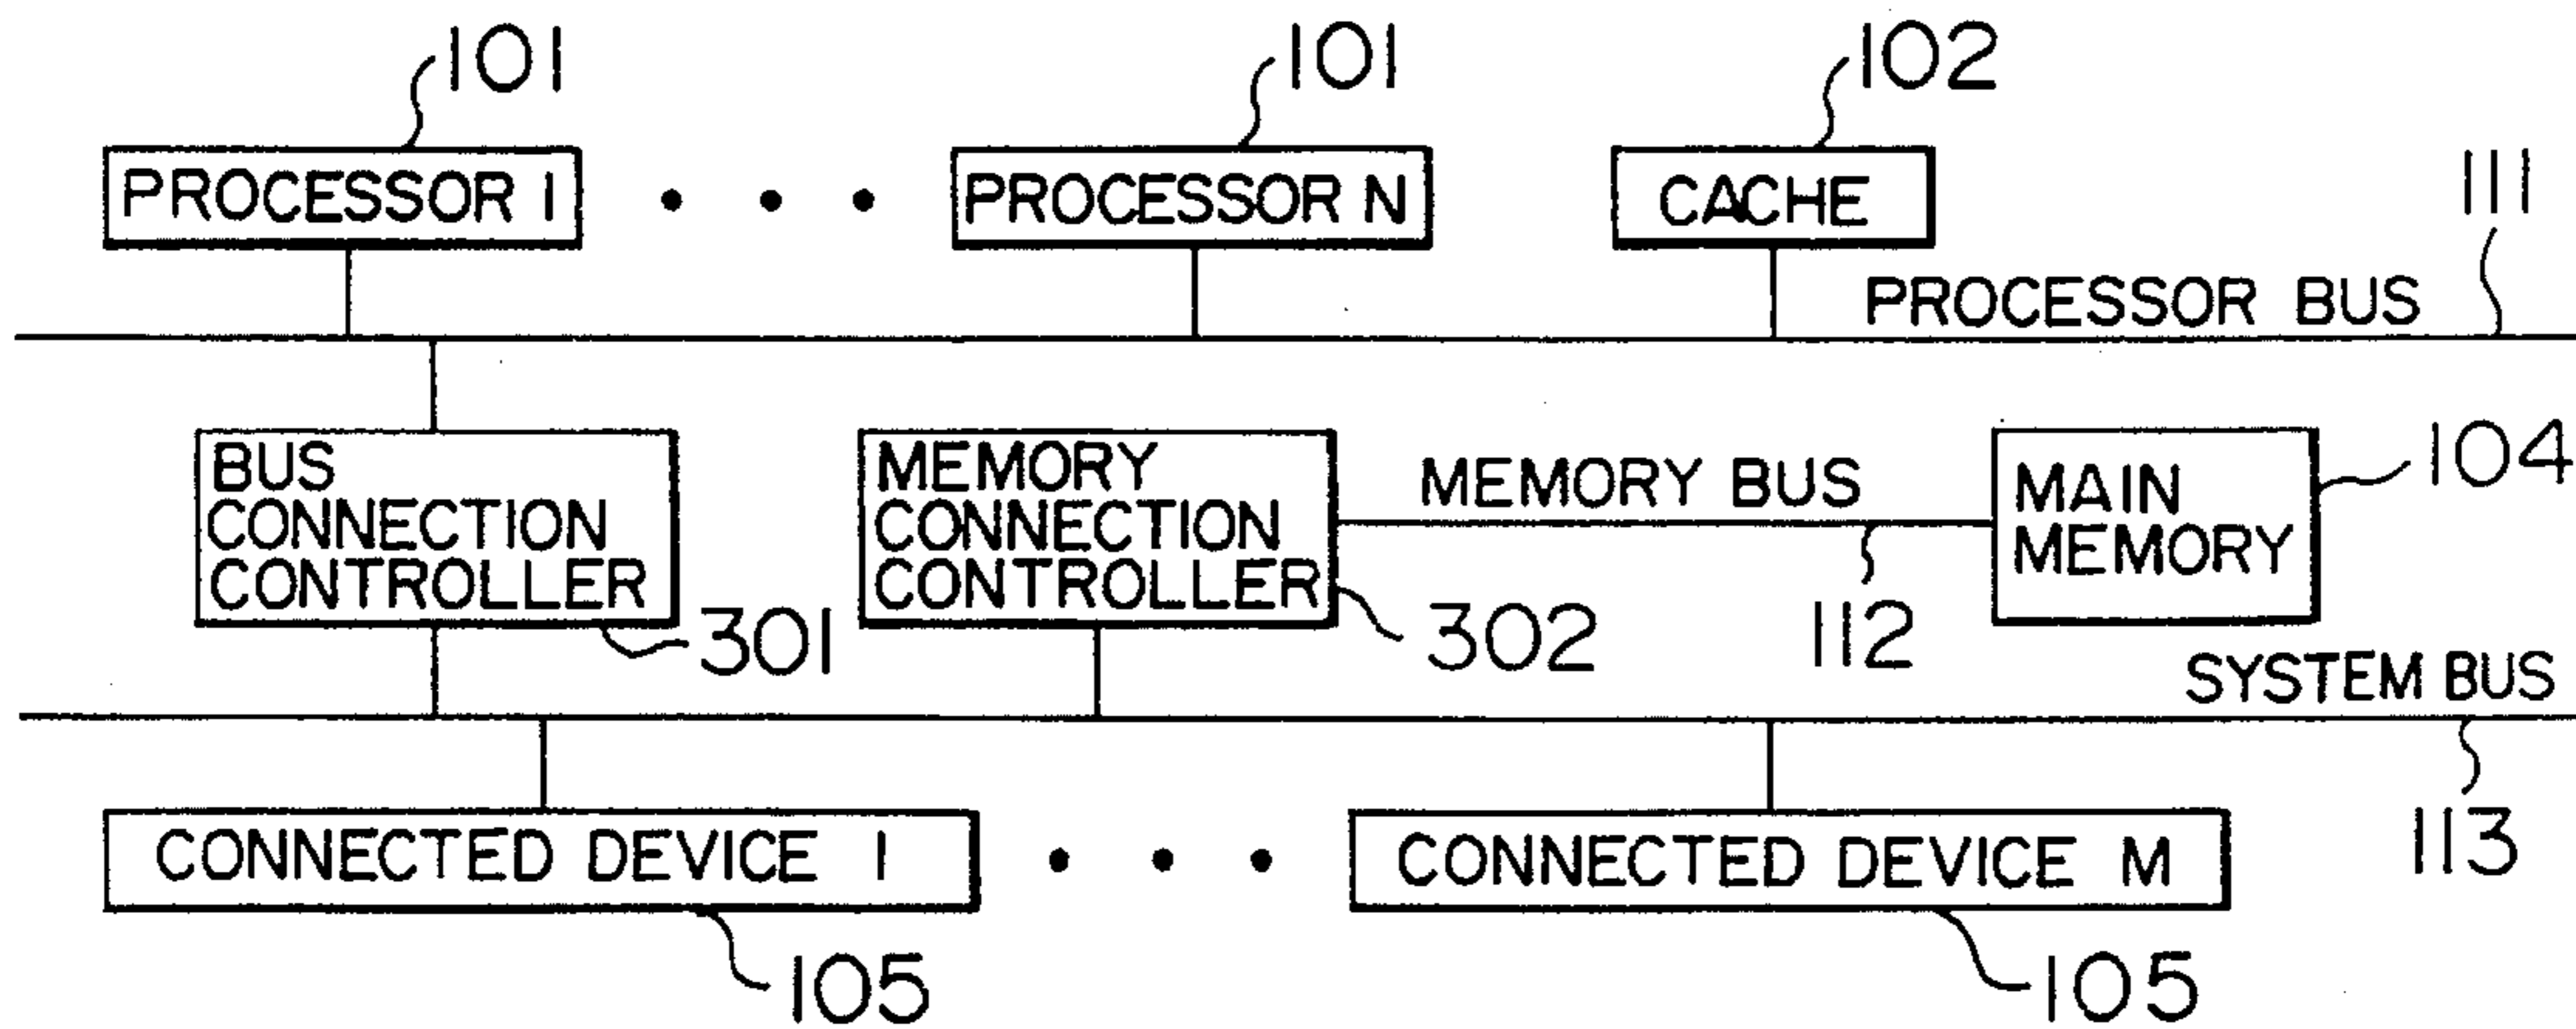 101
101
102
PROCESSOR 1
PROCESSOR N
CACHE
111
PROCESSOR BUS
BUS
CONNECTION
CONTROLLER
301
MEMORY
CONNECTION
CONTROLLER
302
MEMORY BUS
112
MAIN
MEMORY
104
SYSTEM BUS
113
CONNECTED DEVICE 1
CONNECTED DEVICE M
105
105